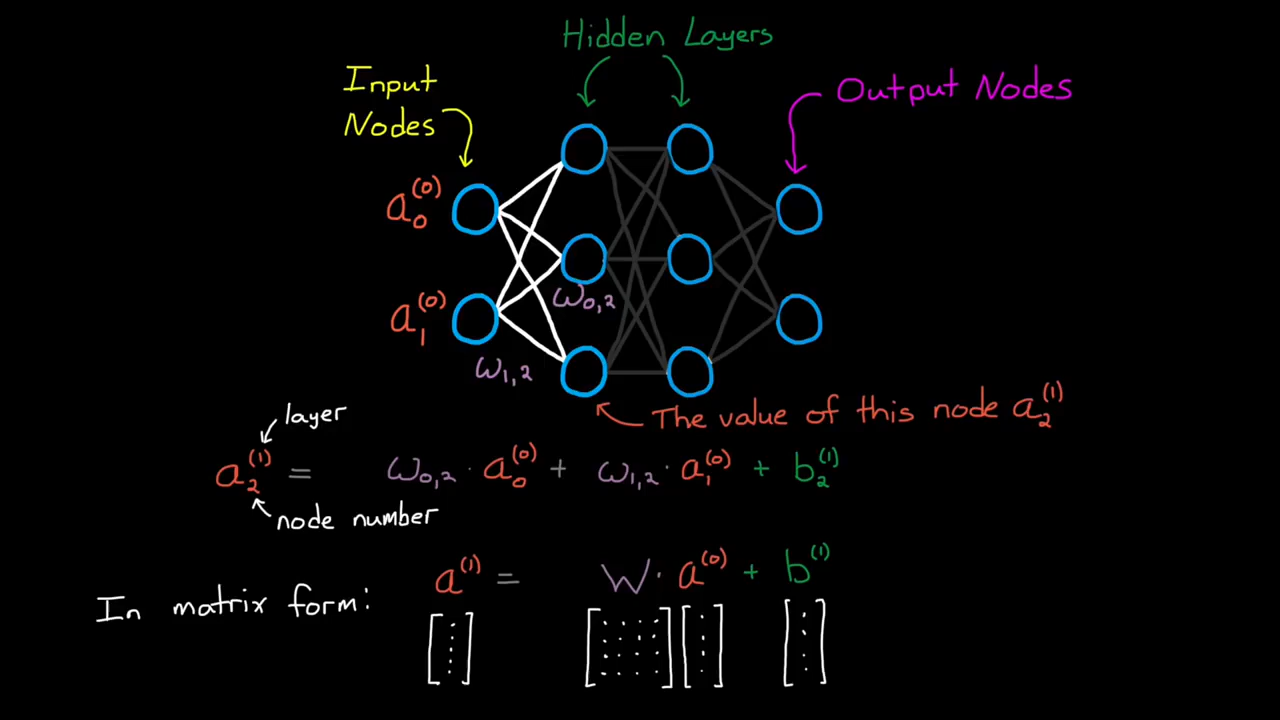 Hidden Layers
Input
Nodes
Output Nodes
a₀⁽⁰⁾
a₁⁽⁰⁾
ω₀,₂
ω₁,₂
The value of this node a₂⁽¹⁾
layer
a₂⁽¹⁾ = ω₀,₂ · a₀⁽⁰⁾ + ω₁,₂ · a₁⁽⁰⁾ + b₂⁽¹⁾
node number
In matrix form: a⁽¹⁾ = W · a⁽⁰⁾ + b⁽¹⁾